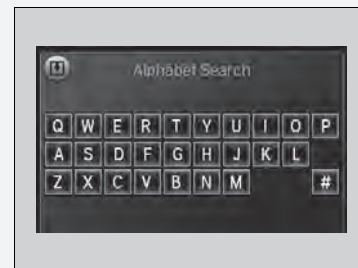 Alphabet Search
Q W E R T Y U I O P
A S D F G H J K L
Z X C V B N M #